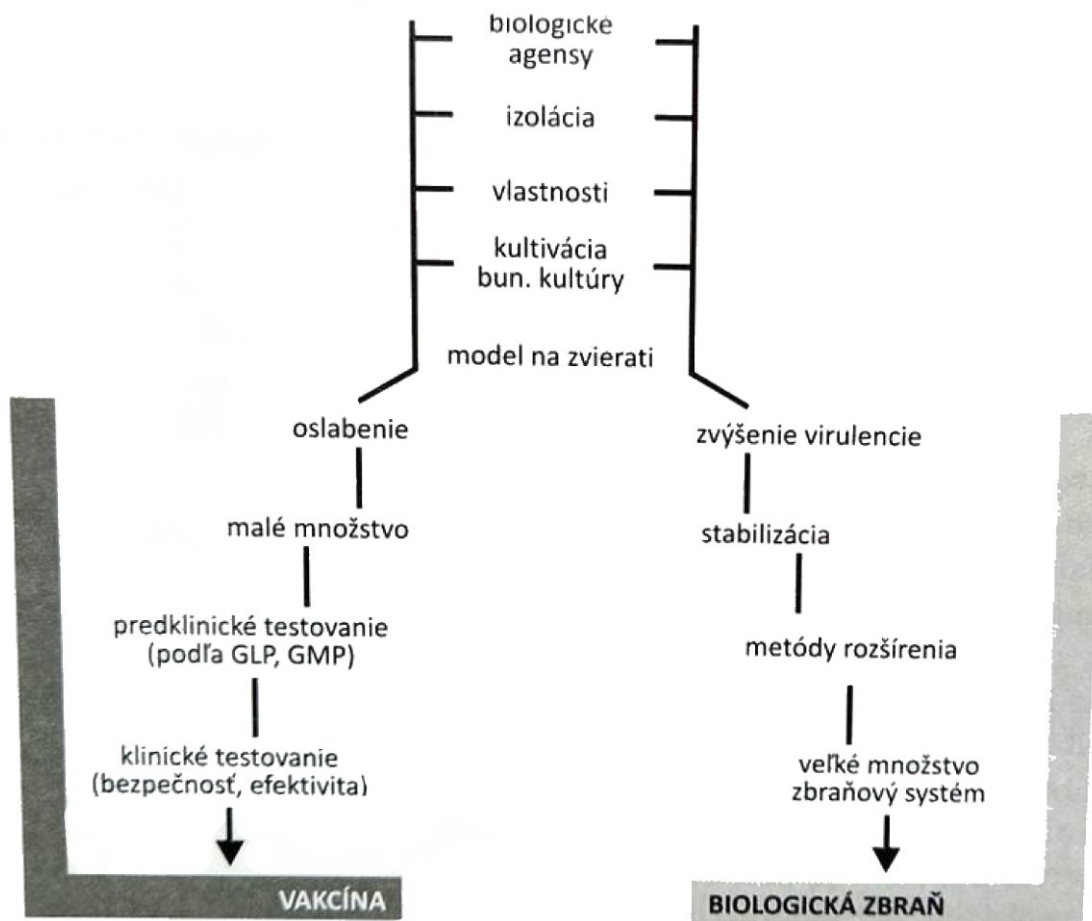 biologické
agensy
izolácia
vlastnosti
kultivácia
bun. kultúry
model na zvierati
oslabenie
malé množstvo
predklinické testovanie
(podľa GLP, GMP)
klinické testovanie
(bezpečnosť, efektivita)
VAKCÍNA
zvýšenie virulencie
stabilizácia
metódy rozšírenia
veľké množstvo
zbraňový systém
BIOLOGICKÁ ZBRAŇ